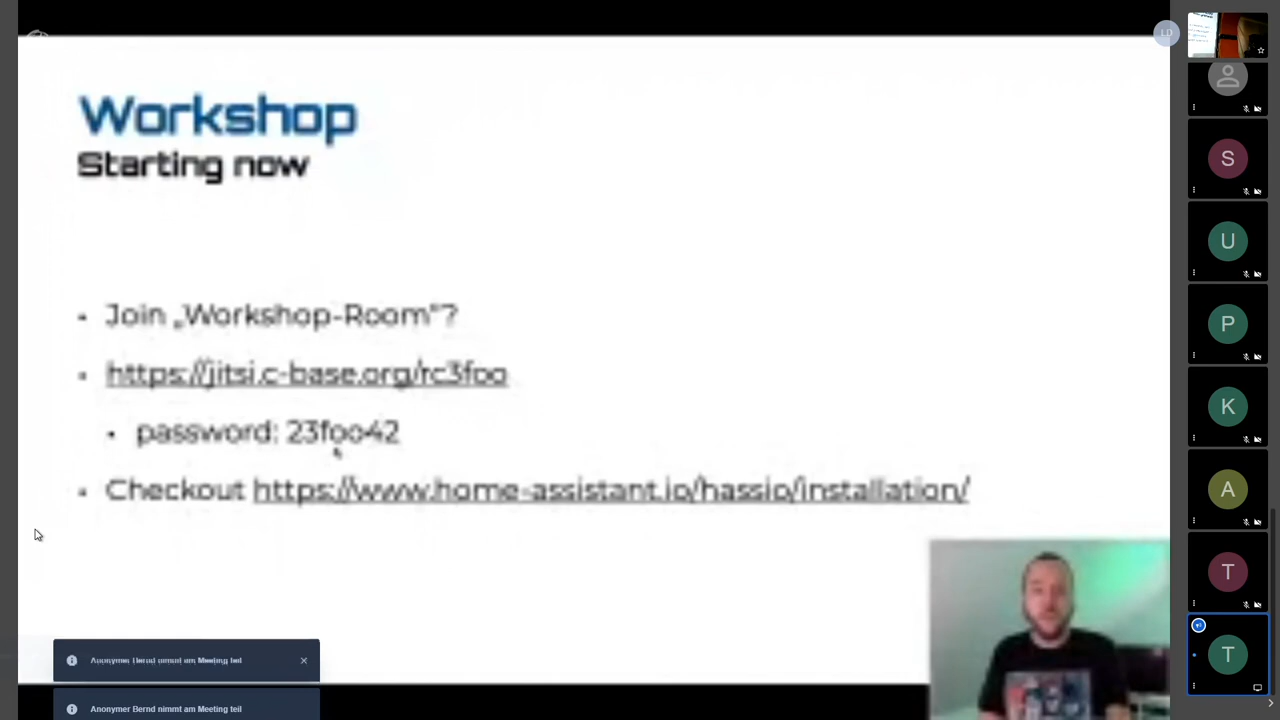 Workshop
Starting now
Join „Workshop-Room"?
https://jitsi.c-base.org/rc3foo
password: 23foo42
Checkout https://www.home-assistant.io/hassio/installation/
LD
S
U
P
K
A
T
T
Anonymer Bernd nimmt am Meeting teil
Anonymer Bernd nimmt am Meeting teil